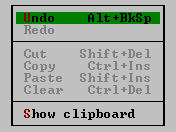 Undo Alt+BkSp
Redo
Cut Shift+Del
Copy Ctrl+Ins
Paste Shift+Ins
Clear Ctrl+Del
Show clipboard